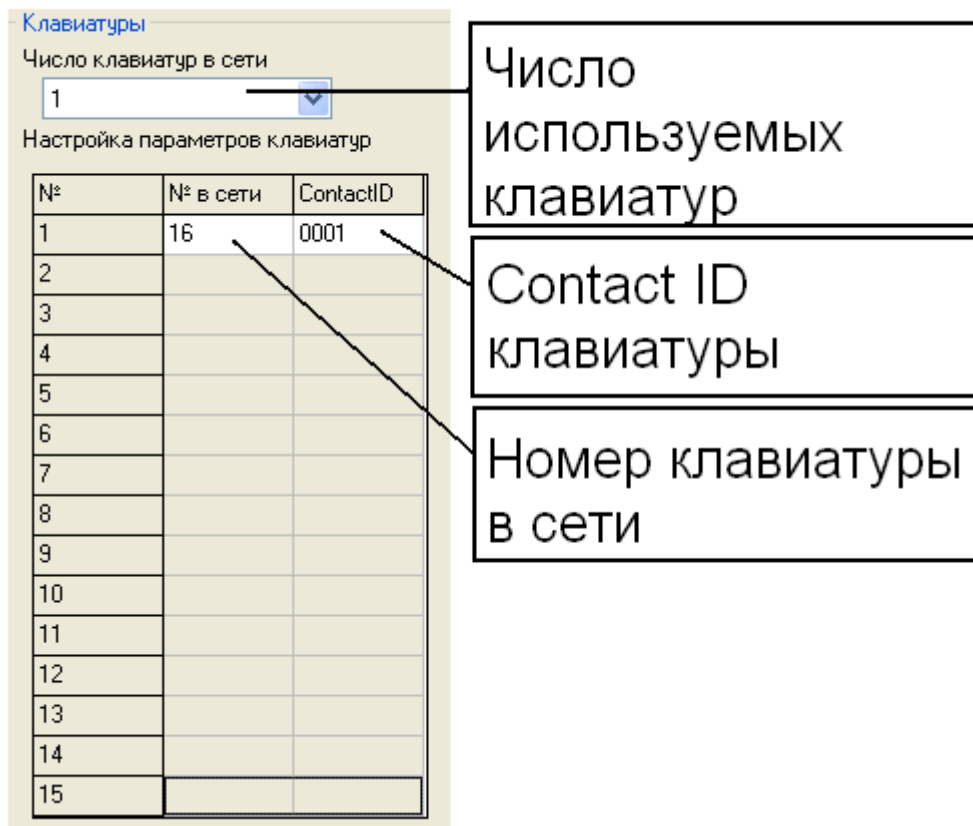 Клавиатуры
Число клавиатур в сети
1
Настройка параметров клавиатур
№ № в сети ContactID
1 16 0001
2
3
4
5
6
7
8
9
10
11
12
13
14
15
Число
используемых
клавиатур
Contact ID
клавиатуры
Номер клавиатуры
в сети